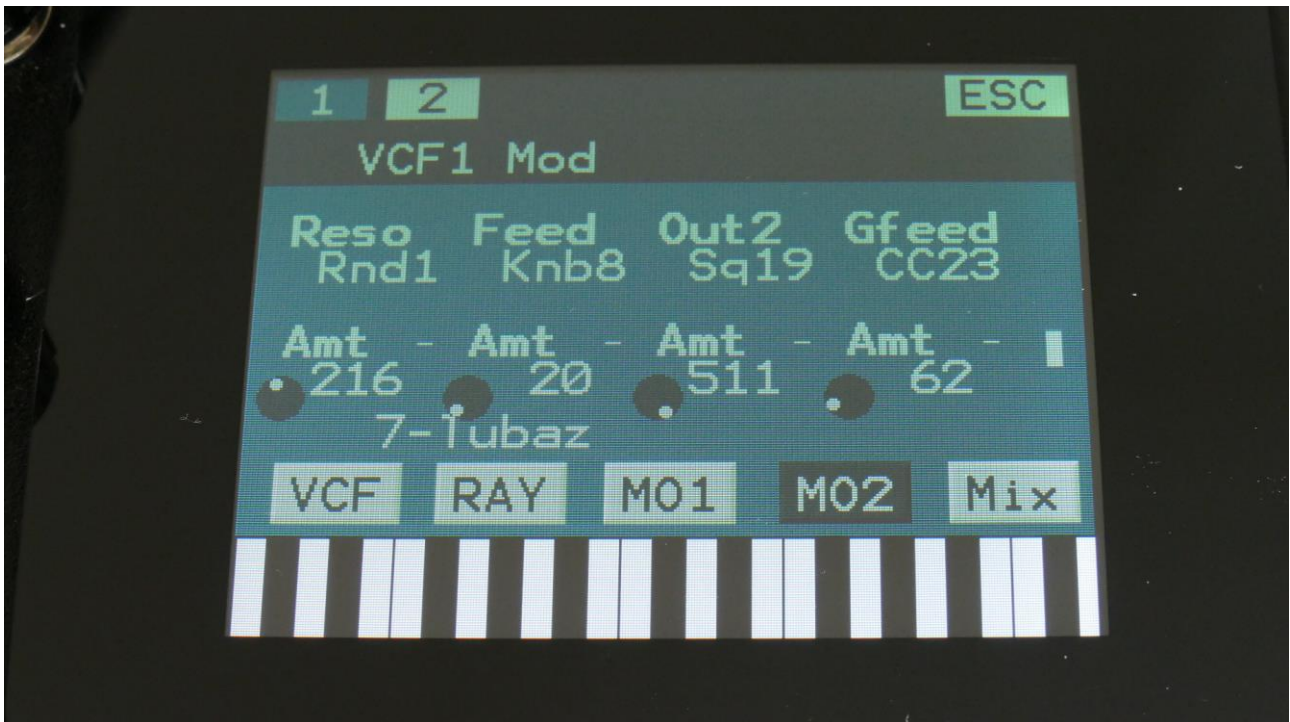 1 2 ESC
VCF1 Mod
Reso Feed Out2 Gfeed
Rnd1 Knb8 Sq19 CC23
Amt - Amt - Amt - Amt -
216 20 511 62
7-Tubaz
VCF RAY MO1 MO2 Mix